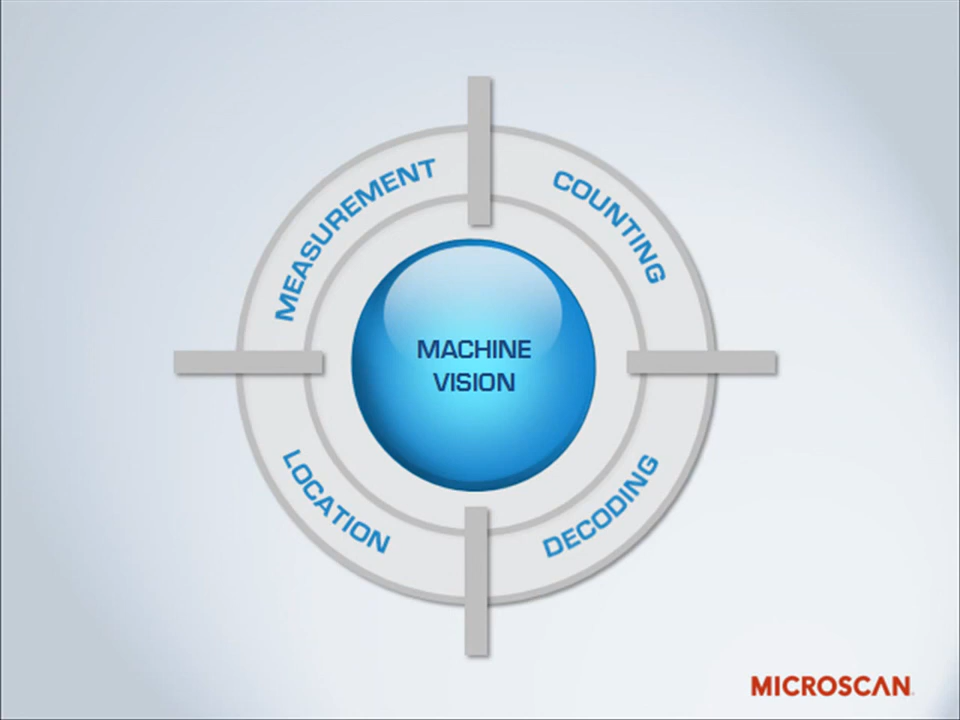 MEASUREMENT
COUNTING
MACHINE
VISION
LOCATION
DECODING
MICROSCAN